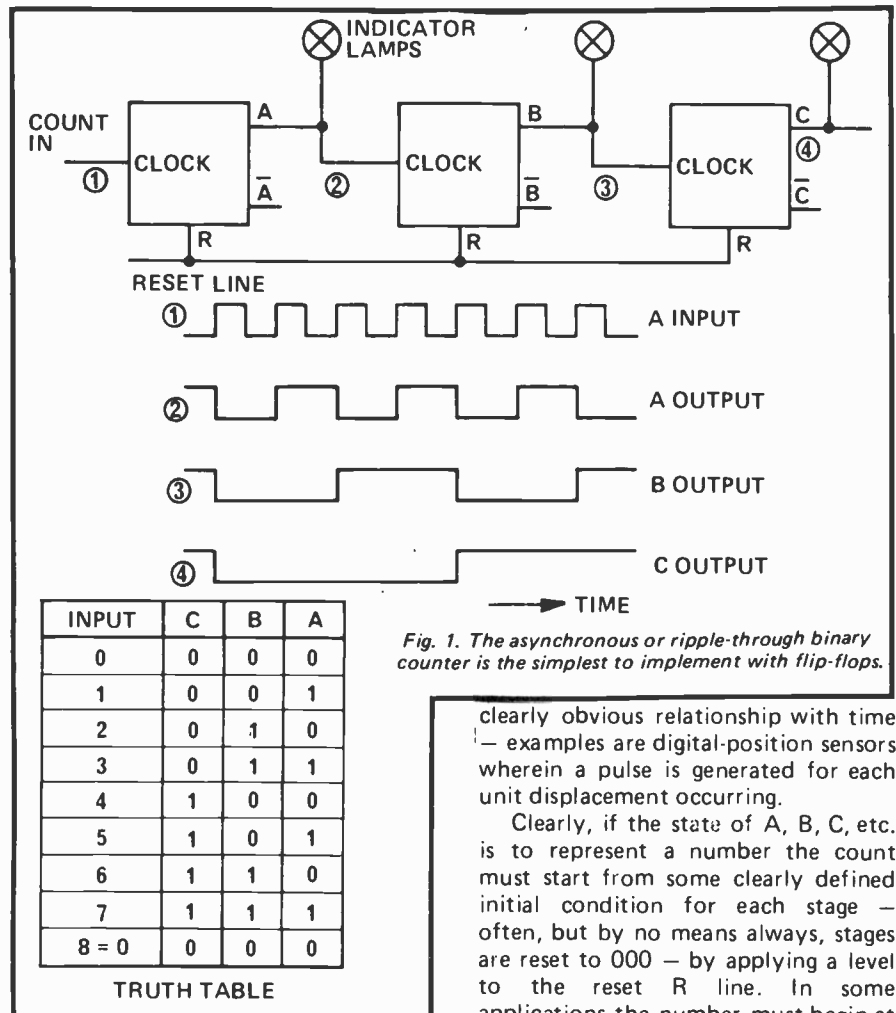 INDICATOR
LAMPS
COUNT
IN
①
CLOCK
A
A̅
R
②
CLOCK
B
B̅
R
③
CLOCK
C
④
C̅
R
RESET LINE
① A INPUT
② A OUTPUT
③ B OUTPUT
④ C OUTPUT
TIME
INPUT C B A
0 0 0 0
1 0 0 1
2 0 1 0
3 0 1 1
4 1 0 0
5 1 0 1
6 1 1 0
7 1 1 1
8 = 0 0 0 0
TRUTH TABLE
Fig. 1. The asynchronous or ripple-through binary
counter is the simplest to implement with flip-flops.
clearly obvious relationship with time
— examples are digital-position sensors
wherein a pulse is generated for each
unit displacement occurring.
Clearly, if the state of A, B, C, etc.
is to represent a number the count
must start from some clearly defined
initial condition for each stage —
often, but by no means always, stages
are reset to 000 — by applying a level
to the reset R line. In some
applications the number must begin at